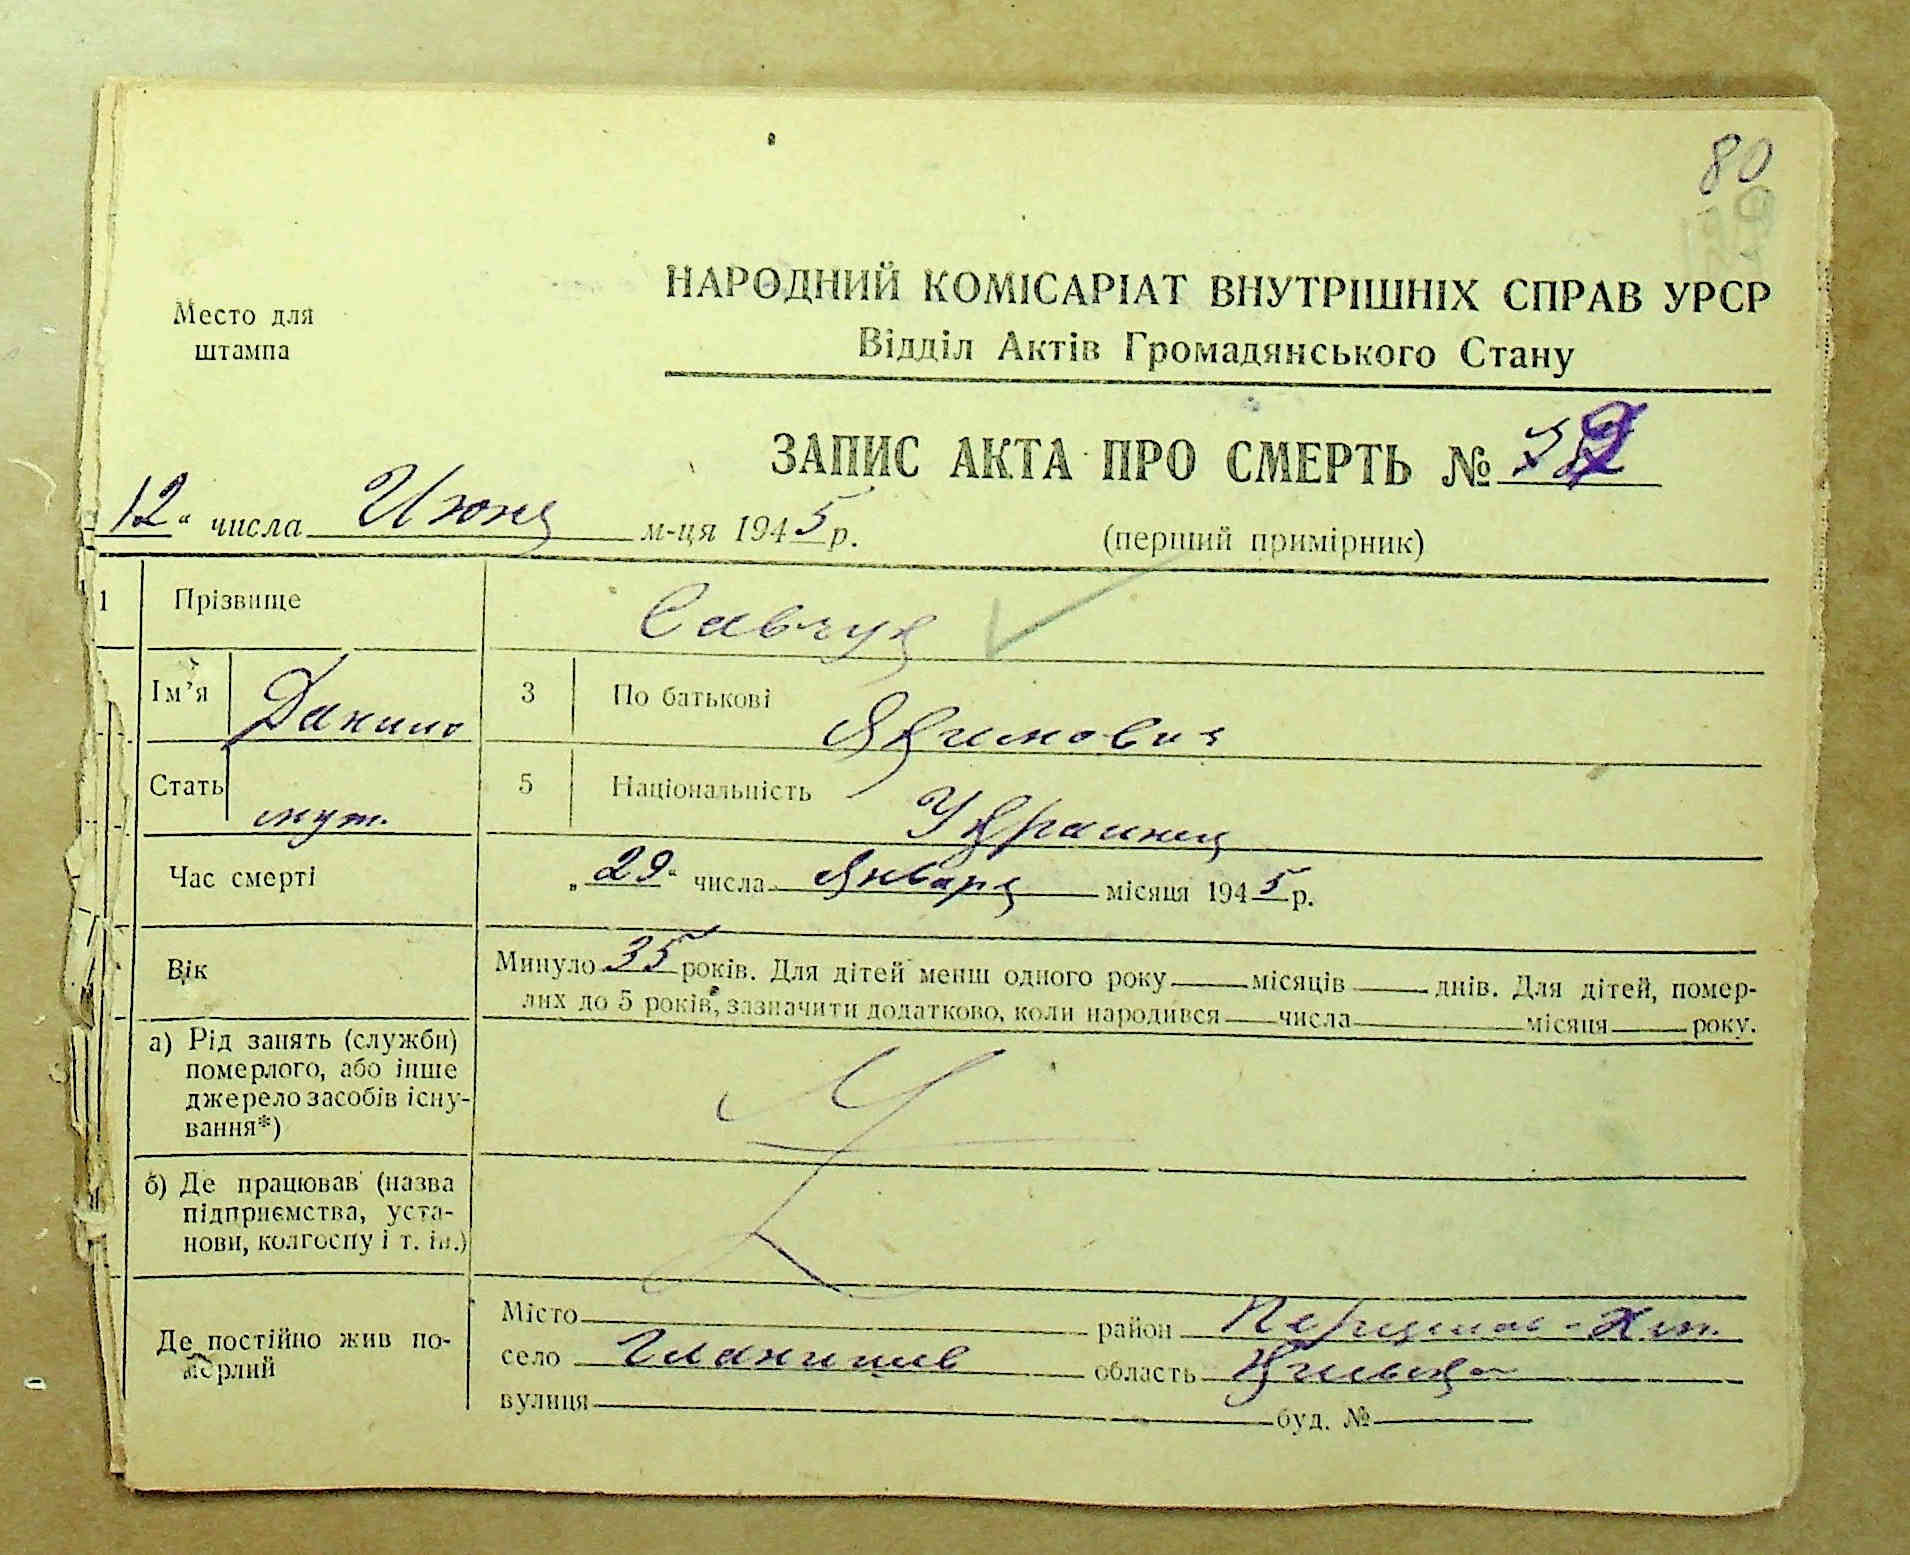 80
Место для
штампа
НАРОДНИЙ КОМІСАРІАТ ВНУТРІШНІХ СПРАВ УРСР
Відділ Актів Громадянського Стану
ЗАПИС АКТА ПРО СМЕРТЬ №
12" числа Июня м-ця 1945 р.
(перший примірник)
1 Прізвище Савчук
Ім'я Данило 3 По батькові Якимович
Стать муж. 5 Національність Украинец
Час смерті „29" числа Января місяця 1945 р.
Вік Минуло 35 років. Для дітей менш одного року місяців днів. Для дітей, помер-
лих до 5 років, зазначити додатково, коли народився числа місяця року.
а) Рід занять (служби)
померлого, або інше
джерело засобів існу-
вання*)
б) Де працював (назва
підприємства, уста-
нови, колгоспу і т. ін.)
Де постійно жив по-
мерлий
Місто район
село Гланишив область
вулиця буд. №